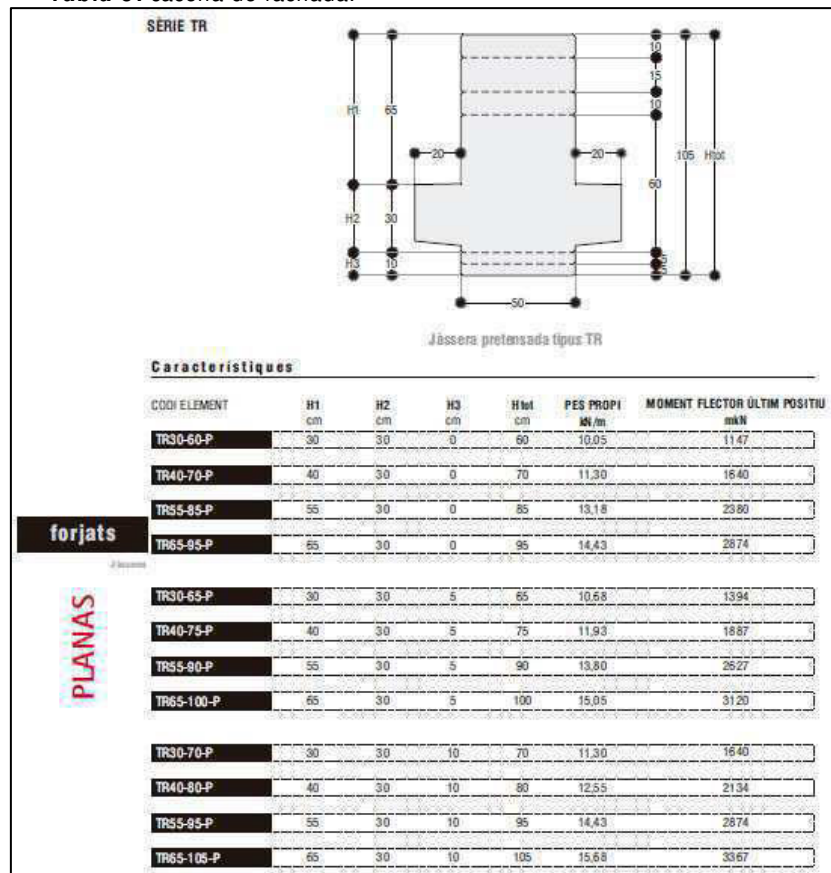 SÈRIE TR
10
15
10
H1
65
20
20
105
Htot
60
H2
30
H3
10
5
5
50
Jàssera pretensada tipus TR
Característiques
CODI ELEMENT H1 H2 H3 Htot PES PROPI MOMENT FLECTOR ÚLTIM POSITIU
cm cm cm cm kN/m mkN
TR30-60-P 30 30 0 60 10,05 1147
TR40-70-P 40 30 0 70 11,30 1640
TR55-85-P 55 30 0 85 13,18 2380
TR65-95-P 65 30 0 95 14,43 2874
forjats
Jàsseres
TR30-65-P 30 30 5 65 10,68 1394
TR40-75-P 40 30 5 75 11,93 1887
TR55-90-P 55 30 5 90 13,80 2627
TR65-100-P 65 30 5 100 15,05 3120
PLANAS
TR30-70-P 30 30 10 70 11,30 1640
TR40-80-P 40 30 10 80 12,55 2134
TR55-95-P 55 30 10 95 14,43 2874
TR65-105-P 65 30 10 105 15,68 3367